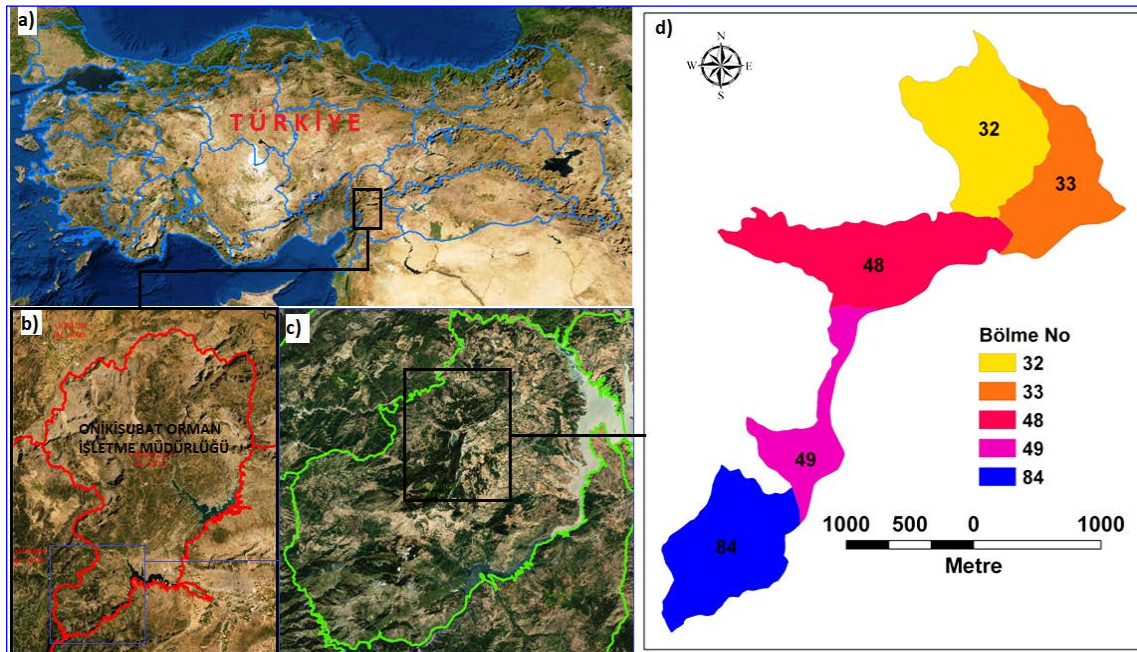 a)
TÜRKİYE
b)
ONİKİŞUBAT ORMAN
İŞLETME MÜDÜRLÜĞÜ
c)
d)
N
W E
S
32
33
48
49
84
Bölme No
32
33
48
49
84
1000 500 0 1000
Metre